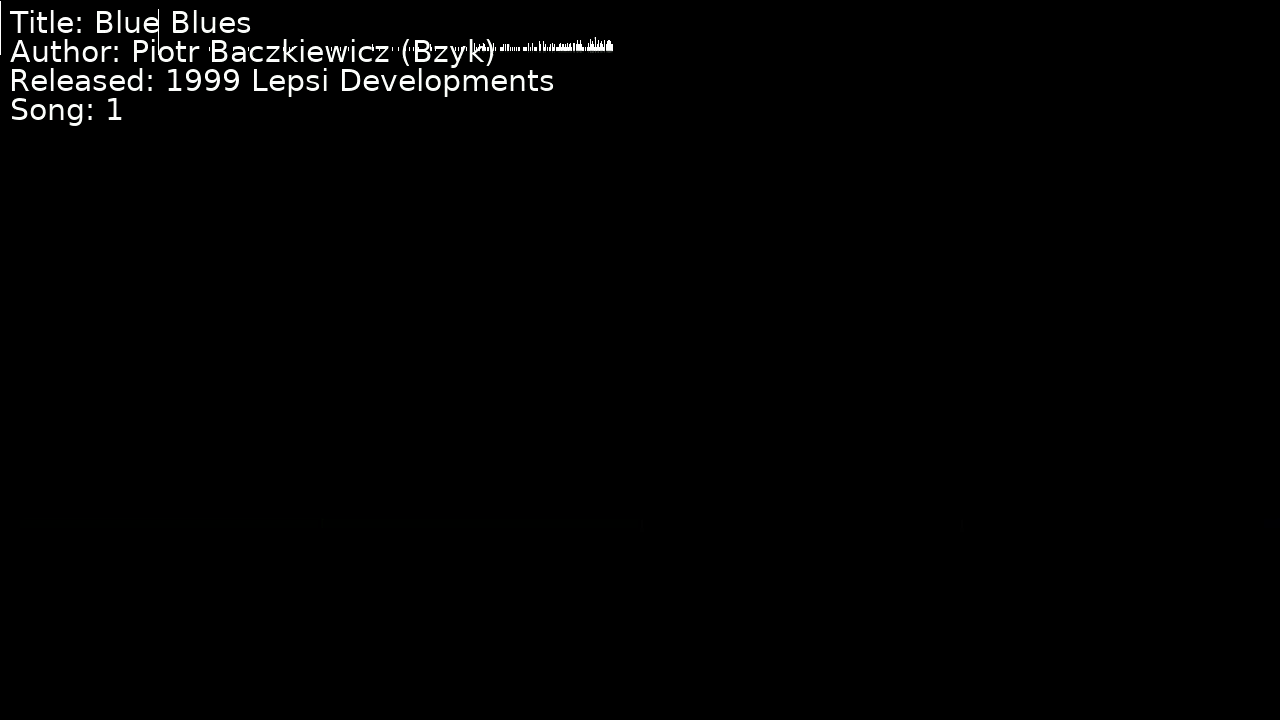 Title: Blue Blues
Author: Piotr Baczkiewicz (Bzyk)
Released: 1999 Lepsi Developments
Song: 1